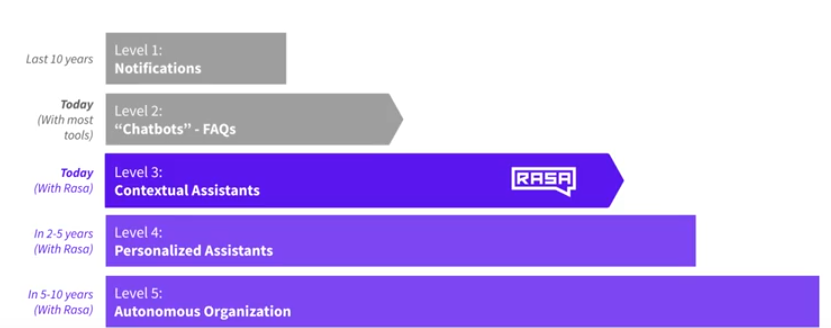 Last 10 years
Level 1:
Notifications
Today
(With most
tools)
Level 2:
“Chatbots” - FAQs
Today
(With Rasa)
Level 3:
Contextual Assistants
RASA
In 2-5 years
(With Rasa)
Level 4:
Personalized Assistants
In 5-10 years
(With Rasa)
Level 5:
Autonomous Organization